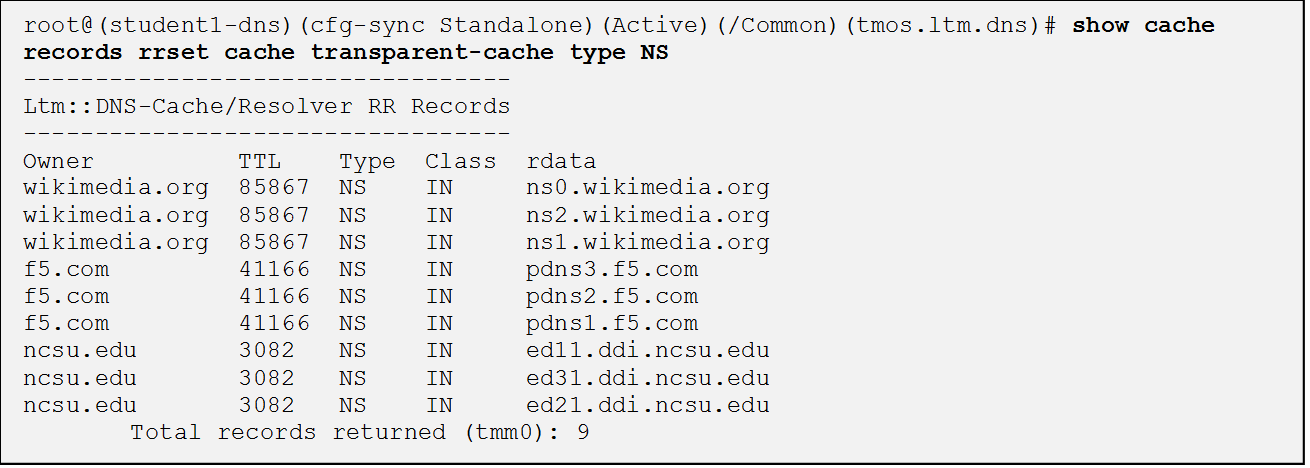 root@(student1-dns)(cfg-sync Standalone)(Active)(/Common)(tmos.ltm.dns)# show cache
records rrset cache transparent-cache type NS
----------------------------------
Ltm::DNS-Cache/Resolver RR Records
----------------------------------
Owner          TTL    Type  Class  rdata
wikimedia.org  85867  NS    IN     ns0.wikimedia.org
wikimedia.org  85867  NS    IN     ns2.wikimedia.org
wikimedia.org  85867  NS    IN     ns1.wikimedia.org
f5.com         41166  NS    IN     pdns3.f5.com
f5.com         41166  NS    IN     pdns2.f5.com
f5.com         41166  NS    IN     pdns1.f5.com
ncsu.edu       3082   NS    IN     ed11.ddi.ncsu.edu
ncsu.edu       3082   NS    IN     ed31.ddi.ncsu.edu
ncsu.edu       3082   NS    IN     ed21.ddi.ncsu.edu
Total records returned (tmm0): 9